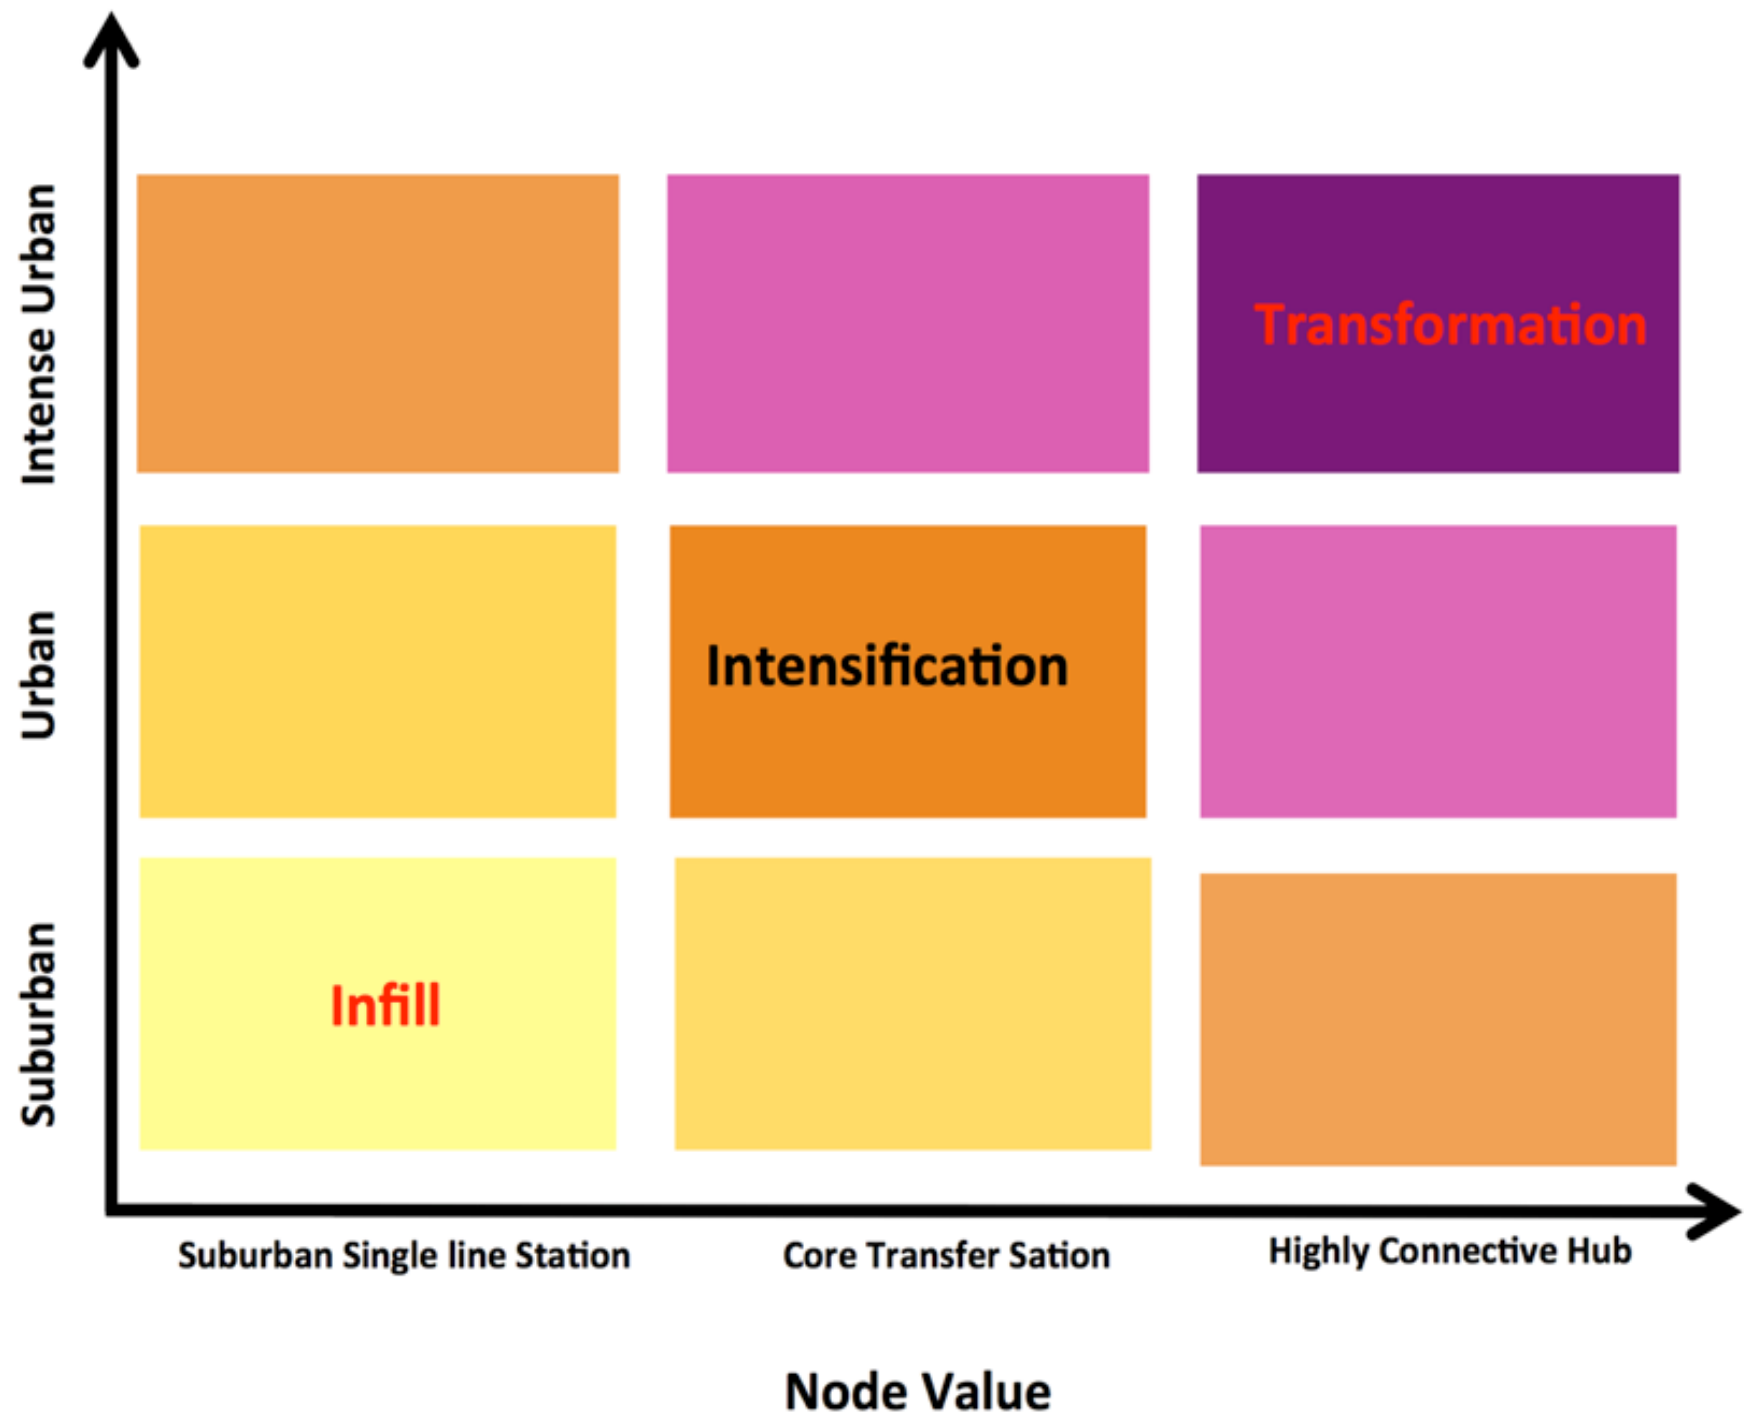 Intense Urban
Transformation
Urban
Intensification
Suburban
Infill
Suburban Single line Station
Core Transfer Sation
Highly Connective Hub
Node Value